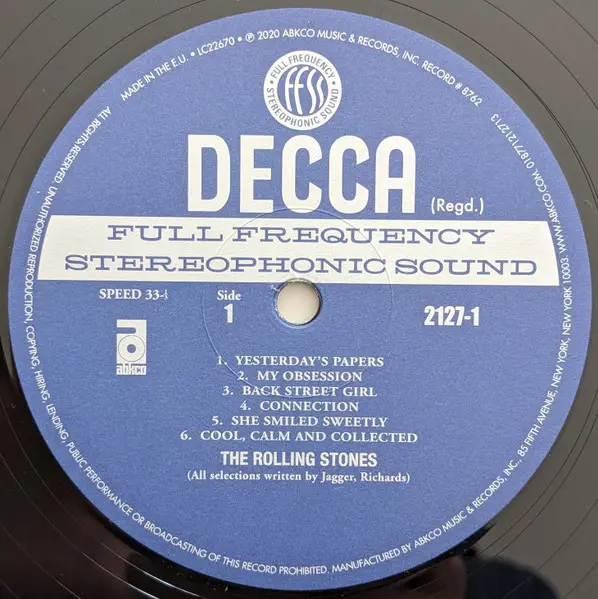 MADE IN THE E.U. • LC22670 • ℗ 2020 ABKCO MUSIC & RECORDS, INC. RECORD # 8762
FULL FREQUENCY
FFSS
STEREOPHONIC SOUND
DECCA (Regd.)
FULL FREQUENCY
STEREOPHONIC SOUND
SPEED 33-⅓
Side
1
2127-1
abkco
1. YESTERDAY'S PAPERS
2. MY OBSESSION
3. BACK STREET GIRL
4. CONNECTION
5. SHE SMILED SWEETLY
6. COOL, CALM AND COLLECTED
THE ROLLING STONES
(All selections written by Jagger, Richards)
ALL RIGHTS RESERVED. UNAUTHORIZED REPRODUCTION, COPYING, HIRING, LENDING, PUBLIC PERFORMANCE OR BROADCASTING OF THIS RECORD PROHIBITED. MANUFACTURED BY ABKCO MUSIC & RECORDS, INC., 85 FIFTH AVENUE, NEW YORK, NEW YORK 10003. WWW.ABKCO.COM 018771212713